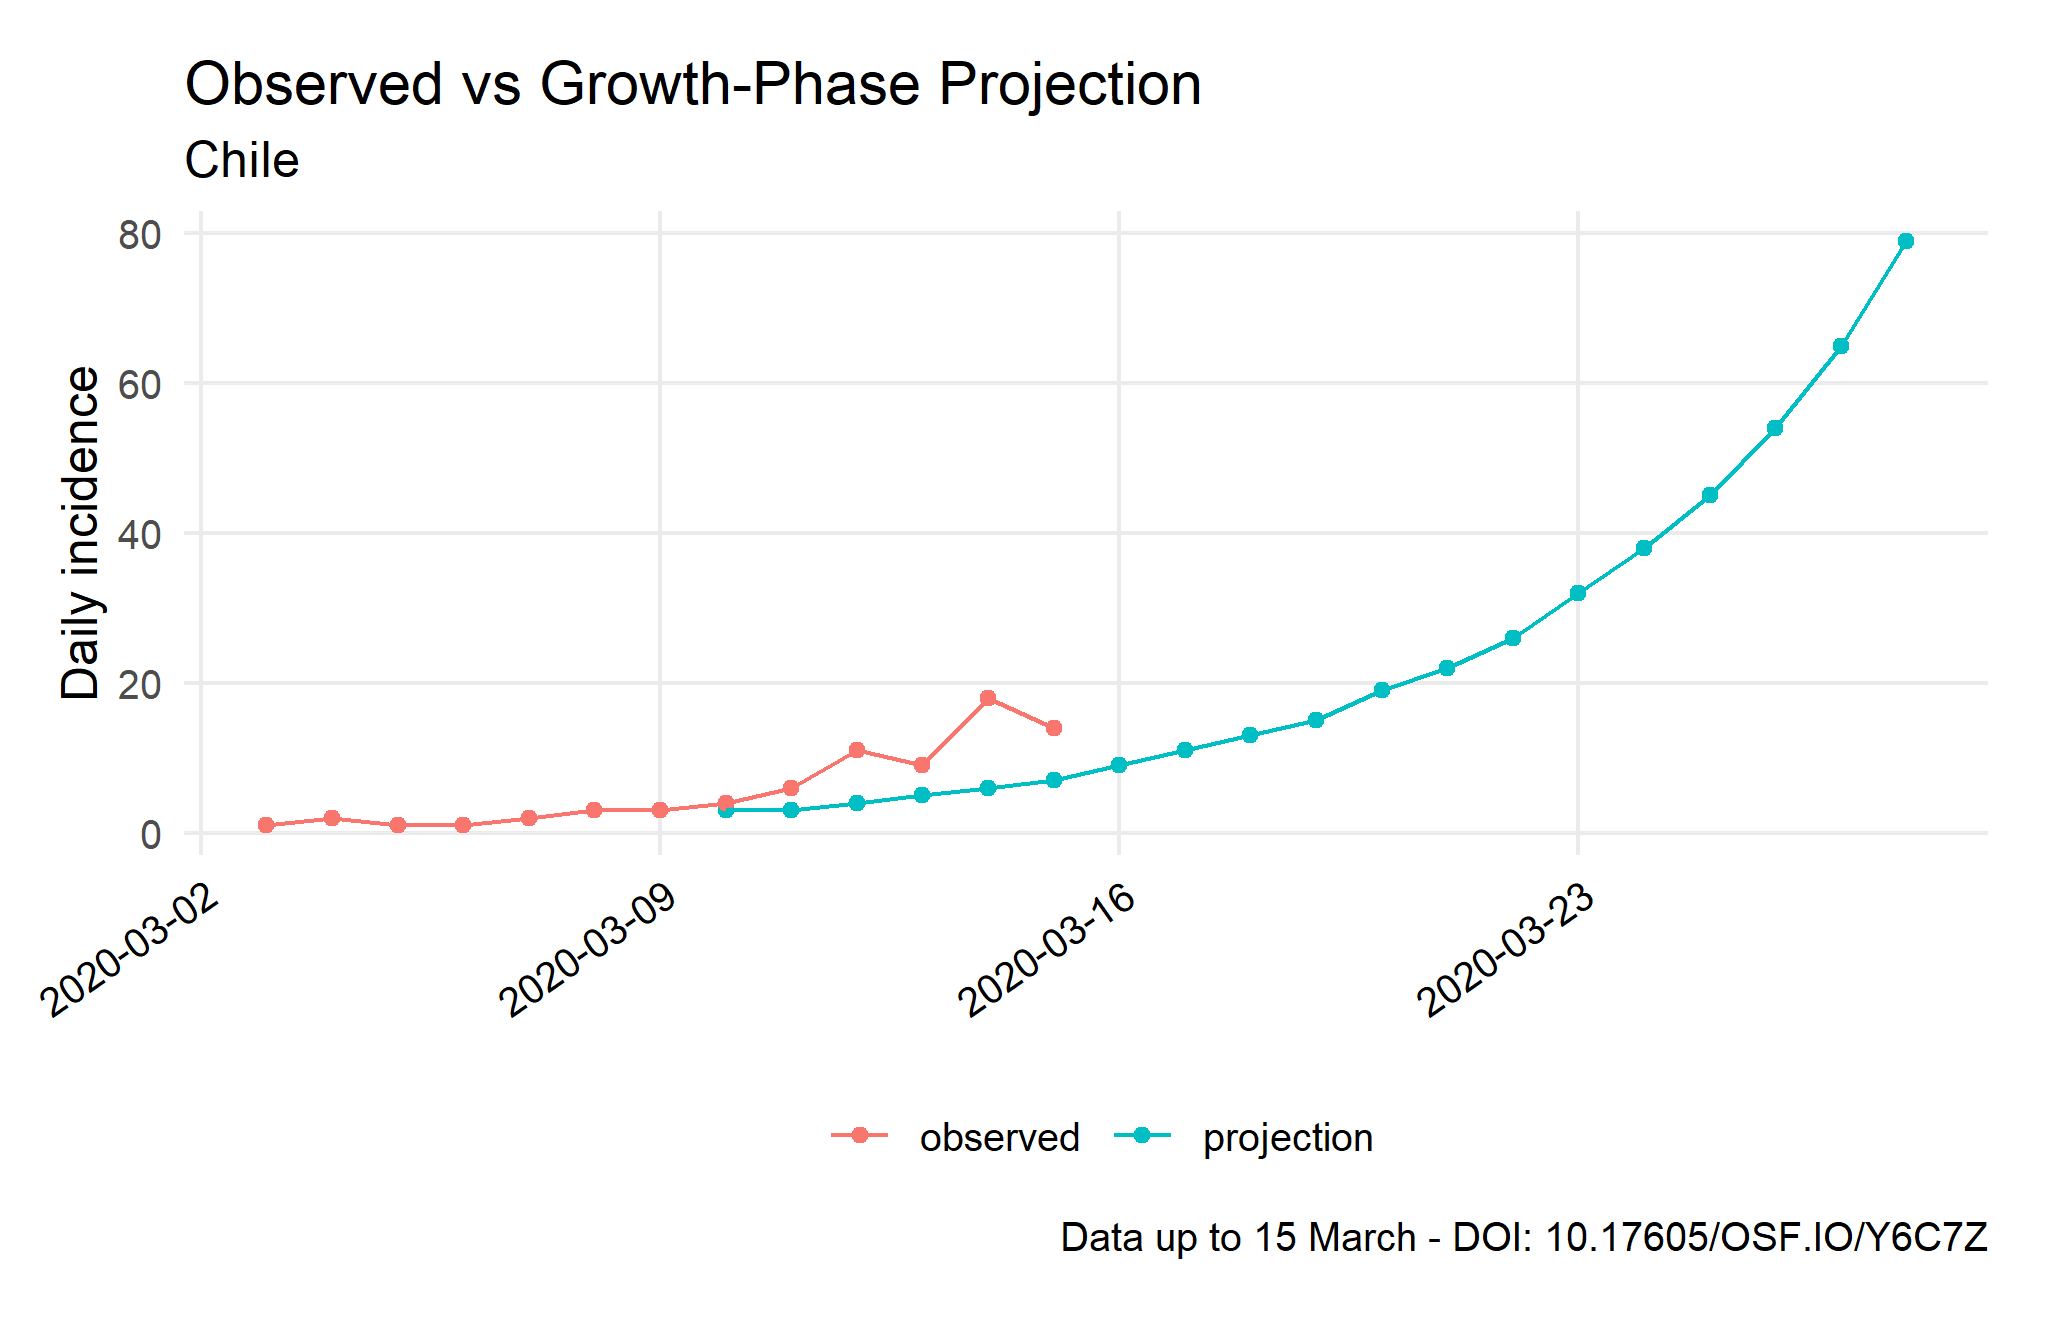 Observed vs Growth-Phase Projection
Chile
Daily incidence
80
60
40
20
0
2020-03-02
2020-03-09
2020-03-16
2020-03-23
observed
projection
Data up to 15 March - DOI: 10.17605/OSF.IO/Y6C7Z